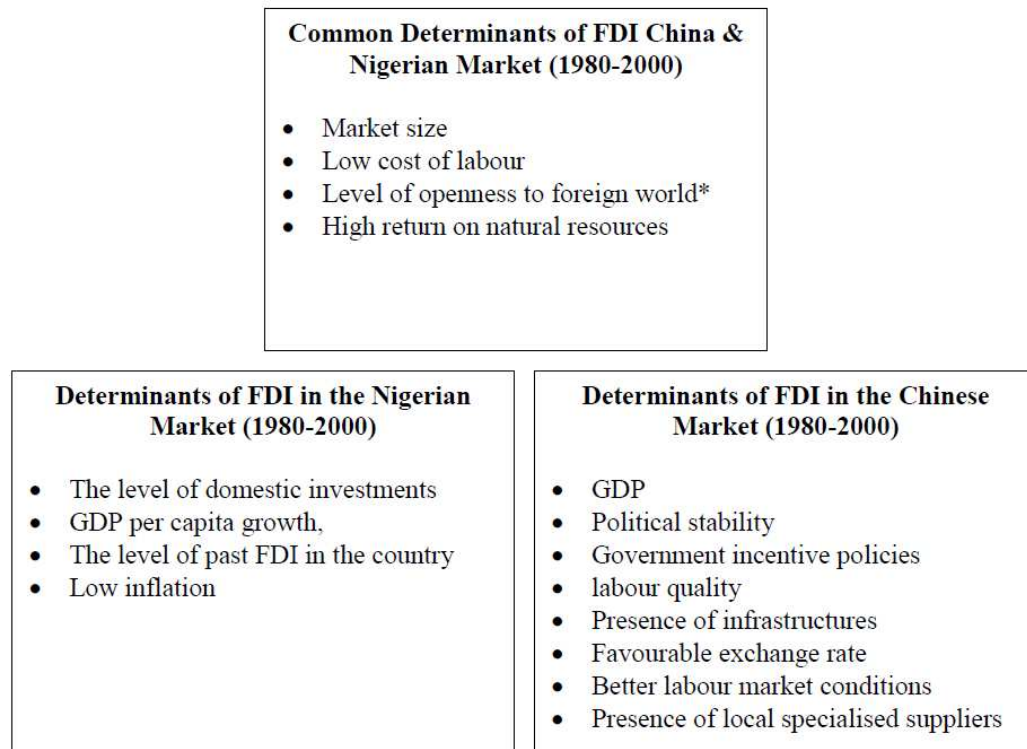 Common Determinants of FDI China &
Nigerian Market (1980-2000)
• Market size
• Low cost of labour
• Level of openness to foreign world*
• High return on natural resources
Determinants of FDI in the Nigerian
Market (1980-2000)
• The level of domestic investments
• GDP per capita growth,
• The level of past FDI in the country
• Low inflation
Determinants of FDI in the Chinese
Market (1980-2000)
• GDP
• Political stability
• Government incentive policies
• labour quality
• Presence of infrastructures
• Favourable exchange rate
• Better labour market conditions
• Presence of local specialised suppliers